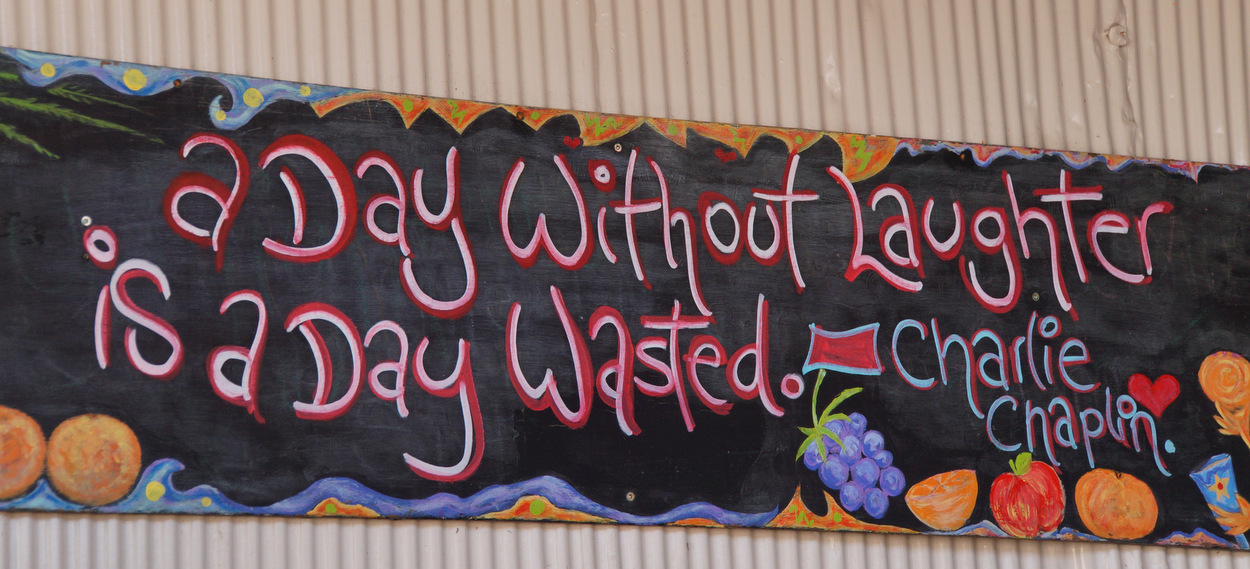 a Day Without Laughter
is a Day Wasted. - Charlie
Chaplin.